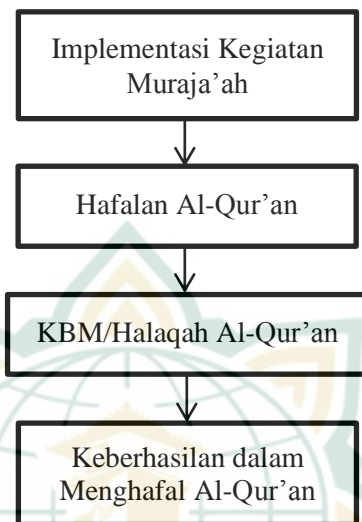 Implementasi Kegiatan
Muraja’ah
Hafalan Al-Qur’an
KBM/Halaqah Al-Qur’an
Keberhasilan dalam
Menghafal Al-Qur’an